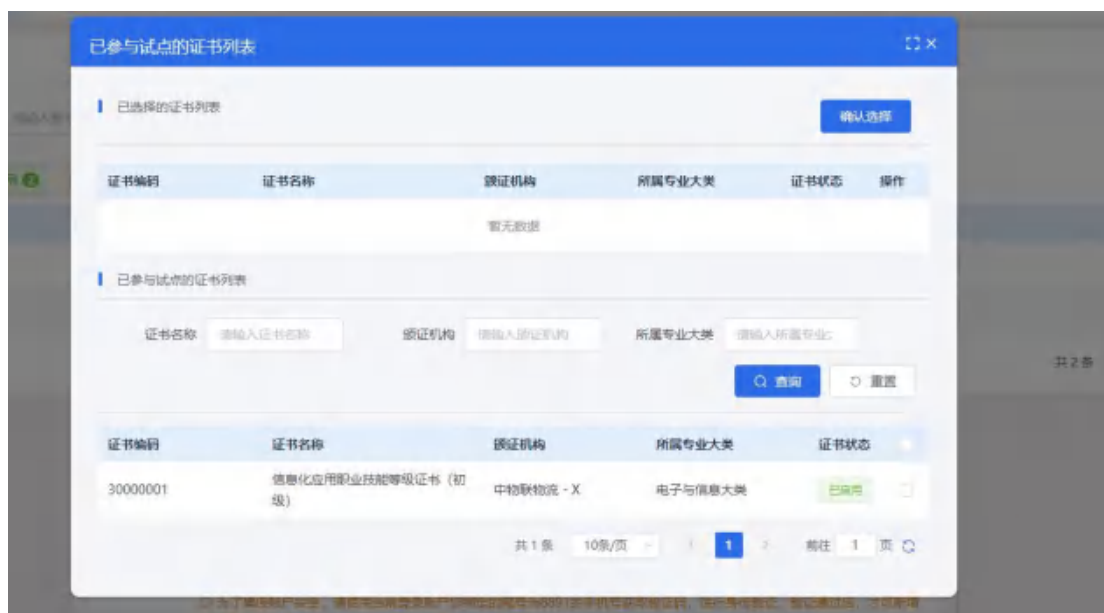 已参与试点的证书列表
已选择的证书列表
确认选择
证书编码 证书名称 颁证机构 所属专业大类 证书状态 操作
暂无数据
已参与试点的证书列表
证书名称 请输入证书名称 颁证机构 请输入颁证机构 所属专业大类 请输入所属专业
共2条
查询 重置
证书编码 证书名称 颁证机构 所属专业大类 证书状态
30000001 信息化应用职业技能等级证书（初级） 中物联物流 - X 电子与信息大类 已启用
共 1 条 10条/页 1 前往 1 页